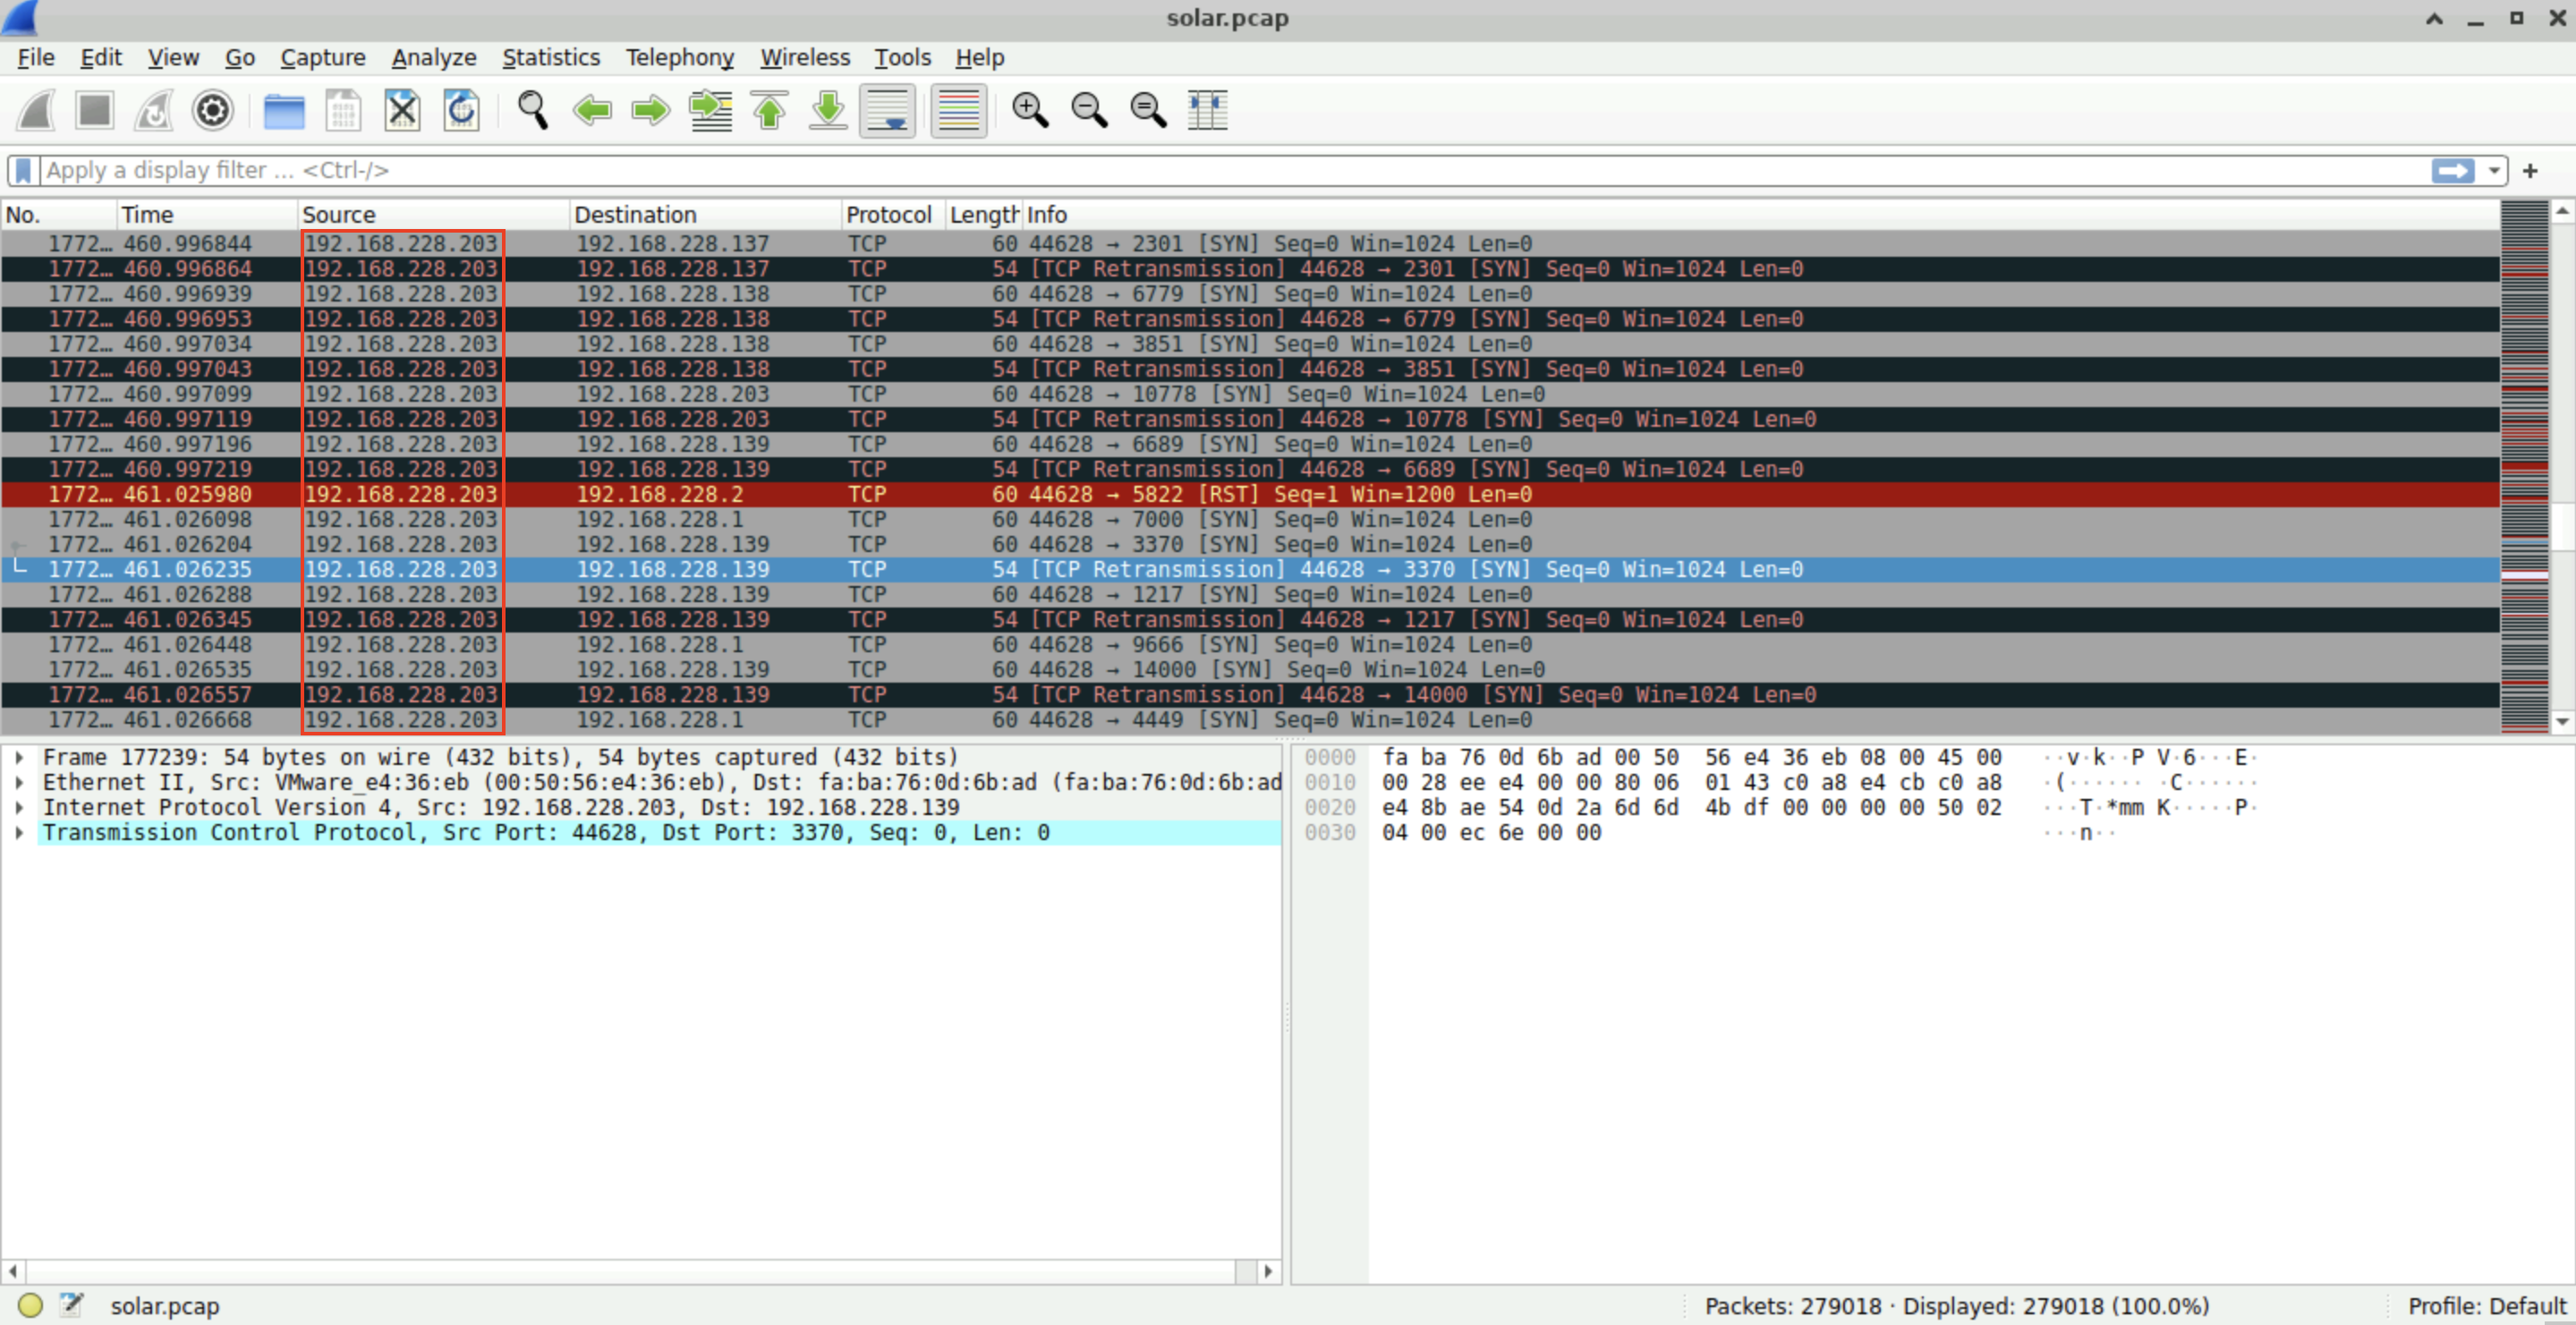 solar.pcap
File Edit View Go Capture Analyze Statistics Telephony Wireless Tools Help
Apply a display filter ... <Ctrl-/>
No. Time Source Destination Protocol Length Info
1772… 460.996844 192.168.228.203 192.168.228.137 TCP 60 44628 → 2301 [SYN] Seq=0 Win=1024 Len=0
1772… 460.996864 192.168.228.203 192.168.228.137 TCP 54 [TCP Retransmission] 44628 → 2301 [SYN] Seq=0 Win=1024 Len=0
1772… 460.996939 192.168.228.203 192.168.228.138 TCP 60 44628 → 6779 [SYN] Seq=0 Win=1024 Len=0
1772… 460.996953 192.168.228.203 192.168.228.138 TCP 54 [TCP Retransmission] 44628 → 6779 [SYN] Seq=0 Win=1024 Len=0
1772… 460.997034 192.168.228.203 192.168.228.138 TCP 60 44628 → 3851 [SYN] Seq=0 Win=1024 Len=0
1772… 460.997043 192.168.228.203 192.168.228.138 TCP 54 [TCP Retransmission] 44628 → 3851 [SYN] Seq=0 Win=1024 Len=0
1772… 460.997099 192.168.228.203 192.168.228.203 TCP 60 44628 → 10778 [SYN] Seq=0 Win=1024 Len=0
1772… 460.997119 192.168.228.203 192.168.228.203 TCP 54 [TCP Retransmission] 44628 → 10778 [SYN] Seq=0 Win=1024 Len=0
1772… 460.997196 192.168.228.203 192.168.228.139 TCP 60 44628 → 6689 [SYN] Seq=0 Win=1024 Len=0
1772… 460.997219 192.168.228.203 192.168.228.139 TCP 54 [TCP Retransmission] 44628 → 6689 [SYN] Seq=0 Win=1024 Len=0
1772… 461.025980 192.168.228.203 192.168.228.2 TCP 60 44628 → 5822 [RST] Seq=1 Win=1200 Len=0
1772… 461.026098 192.168.228.203 192.168.228.1 TCP 60 44628 → 7000 [SYN] Seq=0 Win=1024 Len=0
1772… 461.026204 192.168.228.203 192.168.228.139 TCP 60 44628 → 3370 [SYN] Seq=0 Win=1024 Len=0
1772… 461.026235 192.168.228.203 192.168.228.139 TCP 54 [TCP Retransmission] 44628 → 3370 [SYN] Seq=0 Win=1024 Len=0
1772… 461.026288 192.168.228.203 192.168.228.139 TCP 60 44628 → 1217 [SYN] Seq=0 Win=1024 Len=0
1772… 461.026345 192.168.228.203 192.168.228.139 TCP 54 [TCP Retransmission] 44628 → 1217 [SYN] Seq=0 Win=1024 Len=0
1772… 461.026448 192.168.228.203 192.168.228.1 TCP 60 44628 → 9666 [SYN] Seq=0 Win=1024 Len=0
1772… 461.026535 192.168.228.203 192.168.228.139 TCP 60 44628 → 14000 [SYN] Seq=0 Win=1024 Len=0
1772… 461.026557 192.168.228.203 192.168.228.139 TCP 54 [TCP Retransmission] 44628 → 14000 [SYN] Seq=0 Win=1024 Len=0
1772… 461.026668 192.168.228.203 192.168.228.1 TCP 60 44628 → 4449 [SYN] Seq=0 Win=1024 Len=0
Frame 177239: 54 bytes on wire (432 bits), 54 bytes captured (432 bits)
Ethernet II, Src: VMware_e4:36:eb (00:50:56:e4:36:eb), Dst: fa:ba:76:0d:6b:ad (fa:ba:76:0d:6b:ad
Internet Protocol Version 4, Src: 192.168.228.203, Dst: 192.168.228.139
Transmission Control Protocol, Src Port: 44628, Dst Port: 3370, Seq: 0, Len: 0
0000 fa ba 76 0d 6b ad 00 50 56 e4 36 eb 08 00 45 00 ··v·k··P V·6···E·
0010 00 28 ee e4 00 00 80 06 01 43 c0 a8 e4 cb c0 a8 ·(······ ·C······
0020 e4 8b ae 54 0d 2a 6d 6d 4b df 00 00 00 00 50 02 ···T·*mm K·····P·
0030 04 00 ec 6e 00 00 ···n··
solar.pcap
Packets: 279018 · Displayed: 279018 (100.0%)
Profile: Default